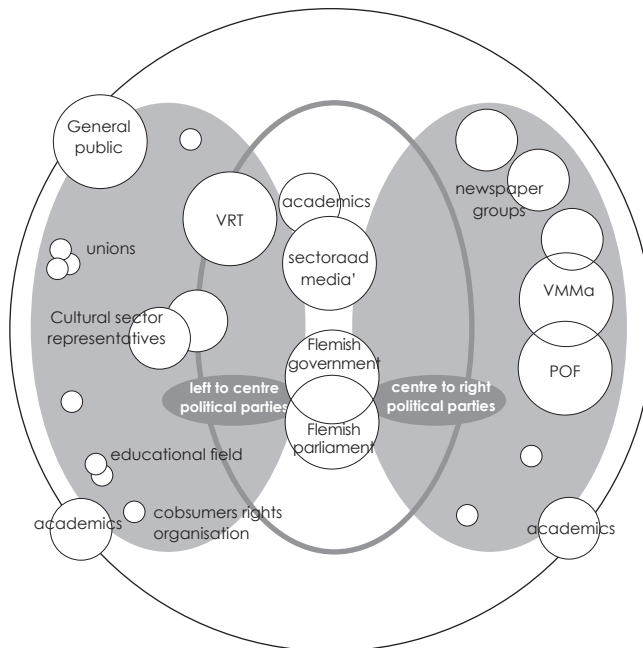 General
public
newspaper
groups
academics
VRT
unions
sectoraad
media'
VMMa
Cultural sector
representatives
Flemish
government
POF
left to centre
political parties
centre to right
political parties
Flemish
parliament
educational field
cobsumers rights
organisation
academics
academics